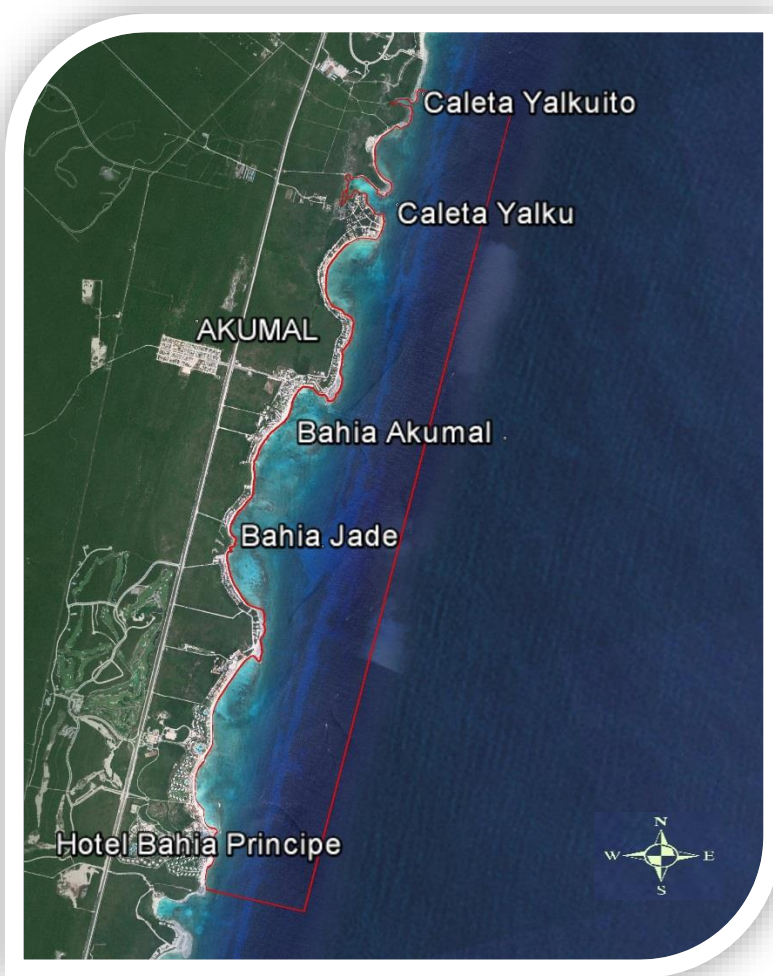 Caleta Yalkuito
Caleta Yalku
AKUMAL
Bahia Akumal
Bahia Jade
Hotel Bahia Principe
N
W E
S